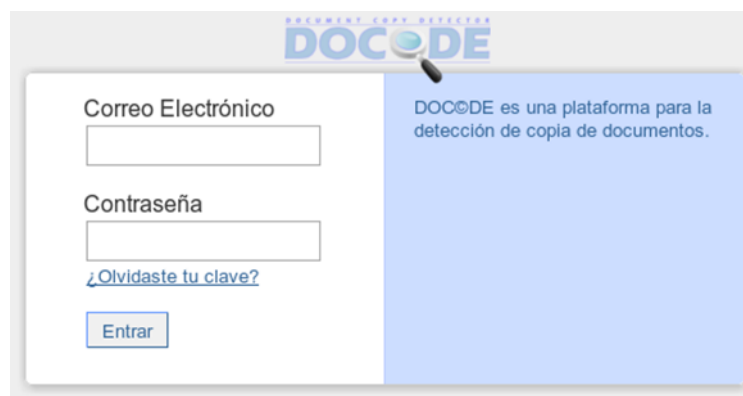 DOCUMENT COPY DETECTOR
DOC DE
Correo Electrónico
Contraseña
¿Olvidaste tu clave?
Entrar
DOC©DE es una plataforma para la
detección de copia de documentos.